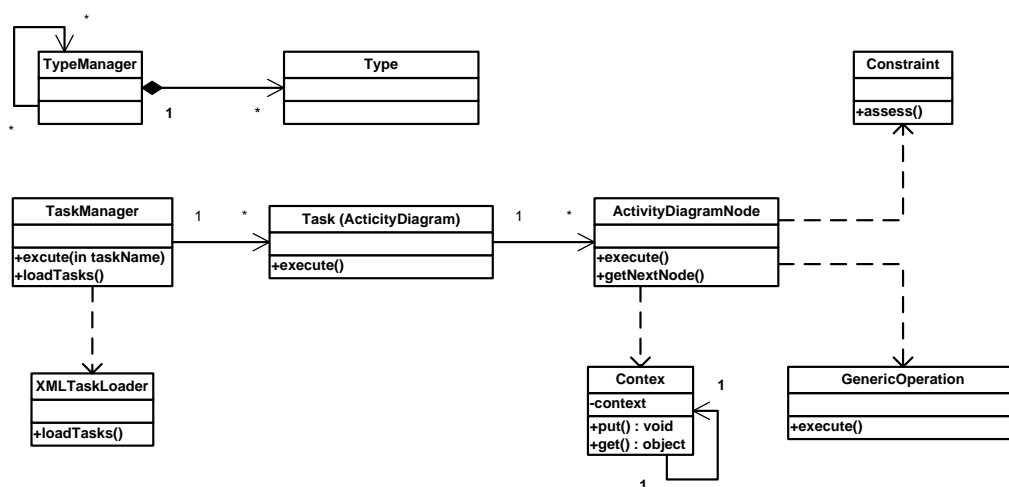 *
TypeManager
Type
Constraint
1
*
*
+assess()
TaskManager
1
*
Task (ActicityDiagram)
1
*
ActivityDiagramNode
+excute(in taskName)
+loadTasks()
+execute()
+execute()
+getNextNode()
XMLTaskLoader
+loadTasks()
Contex
-context
+put() : void
+get() : object
1
1
GenericOperation
+execute()